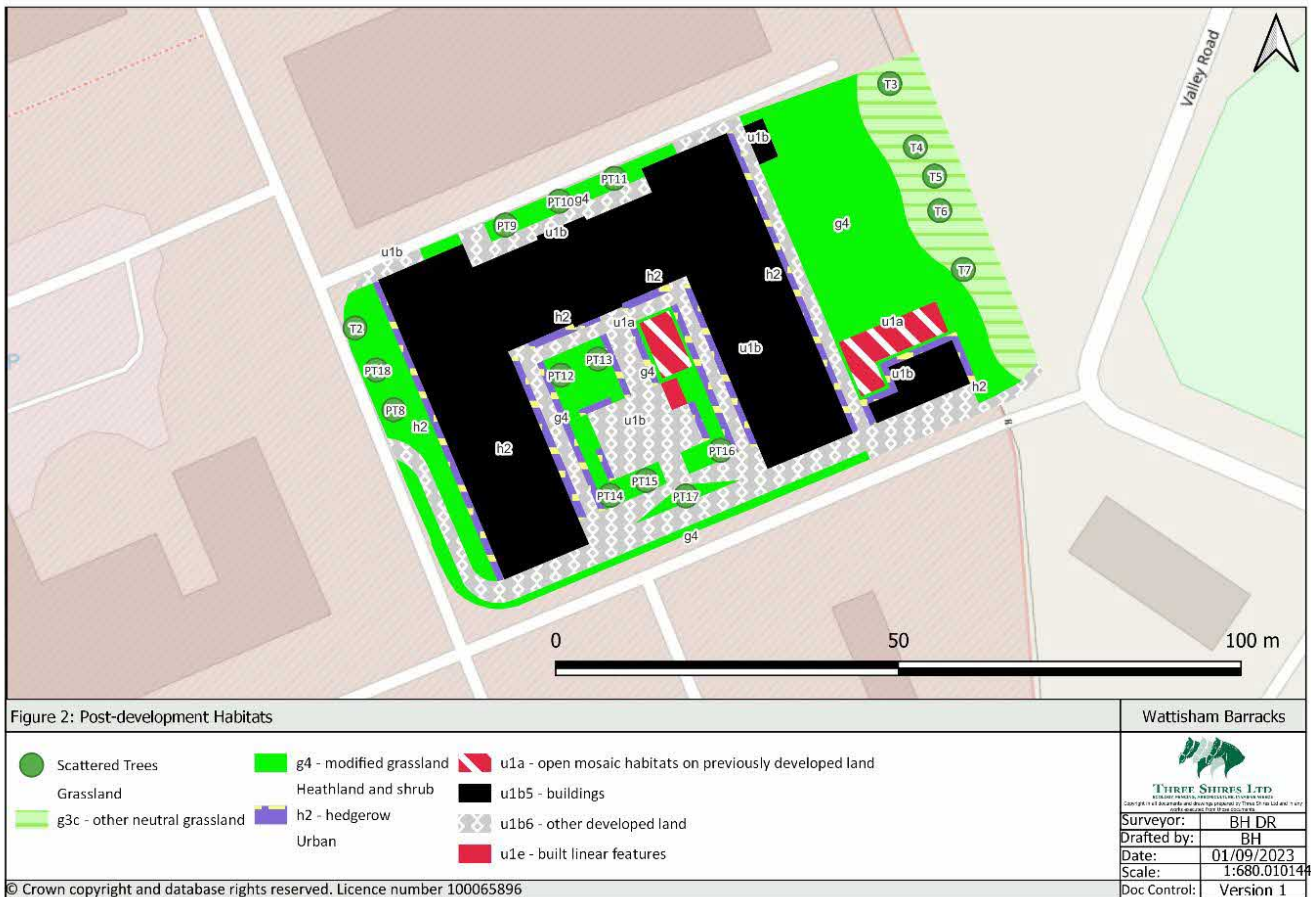 Valley Road
T3
u1b
T4
PT11
T5
PT10 g4
T6
PT9
g4
u1b
u1b
T7
h2
h2
h2
u1a
u1a
T2
PT13
u1b
P
PT18
PT12
g4
u1b
h2
PT8
g4
h2
u1b
h2
PT16
PT15
PT14
PT17
g4
0 50 100 m
Figure 2: Post-development Habitats
Wattisham Barracks
Scattered Trees
Grassland
g3c - other neutral grassland
g4 - modified grassland
Heathland and shrub
h2 - hedgerow
Urban
u1a - open mosaic habitats on previously developed land
u1b5 - buildings
u1b6 - other developed land
u1e - built linear features
THREE SHIRES LTD
Surveyor: BH DR
Drafted by: BH
Date: 01/09/2023
Scale: 1:680.010144
Doc Control: Version 1
© Crown copyright and database rights reserved. Licence number 100065896